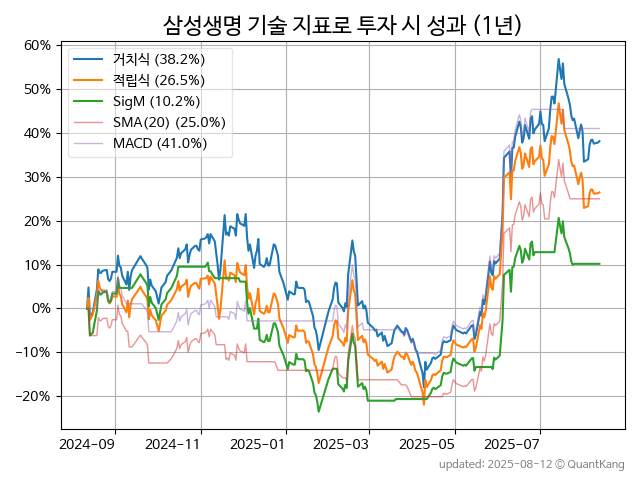 삼성생명 기술 지표로 투자 시 성과 (1년)
60%
50%
40%
30%
20%
10%
0%
−10%
−20%
거치식 (38.2%)
적립식 (26.5%)
SigM (10.2%)
SMA(20) (25.0%)
MACD (41.0%)
2024−09 2024−11 2025−01 2025−03 2025−05 2025−07
updated: 2025-08-12 © QuantKang